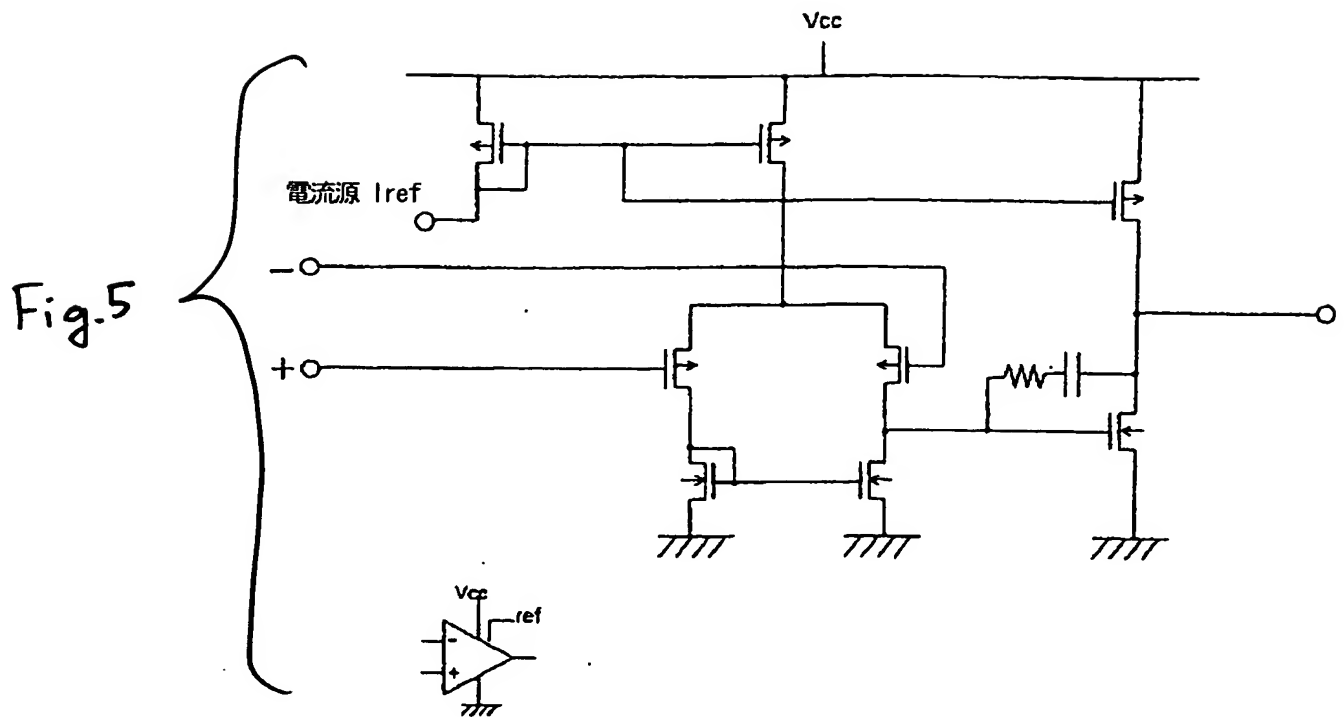 Vcc
電流源 Iref
−
Fig.5
+
Vcc
ref
-
+